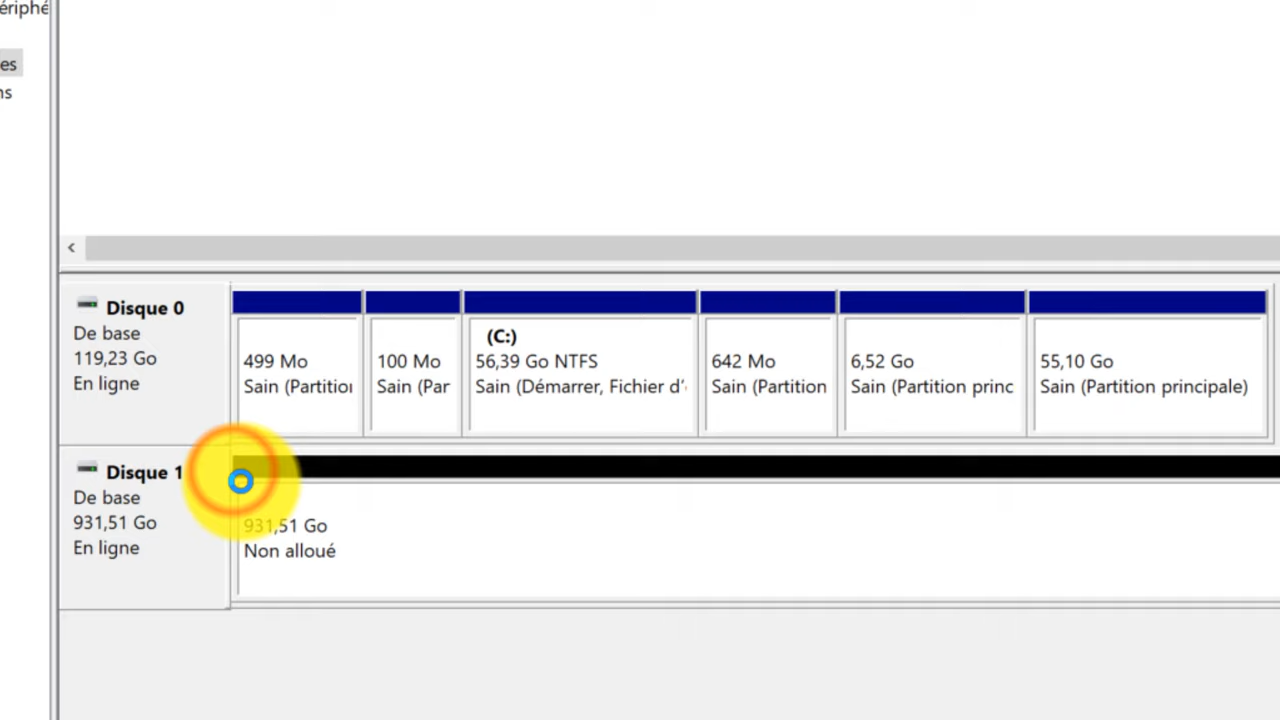 ériphé
es
ns
<
Disque 0
De base
119,23 Go
En ligne
499 Mo
Sain (Partitio
100 Mo
Sain (Par
(C:)
56,39 Go NTFS
Sain (Démarrer, Fichier d'
642 Mo
Sain (Partition
6,52 Go
Sain (Partition princ
55,10 Go
Sain (Partition principale)
Disque 1
De base
931,51 Go
En ligne
931,51 Go
Non alloué